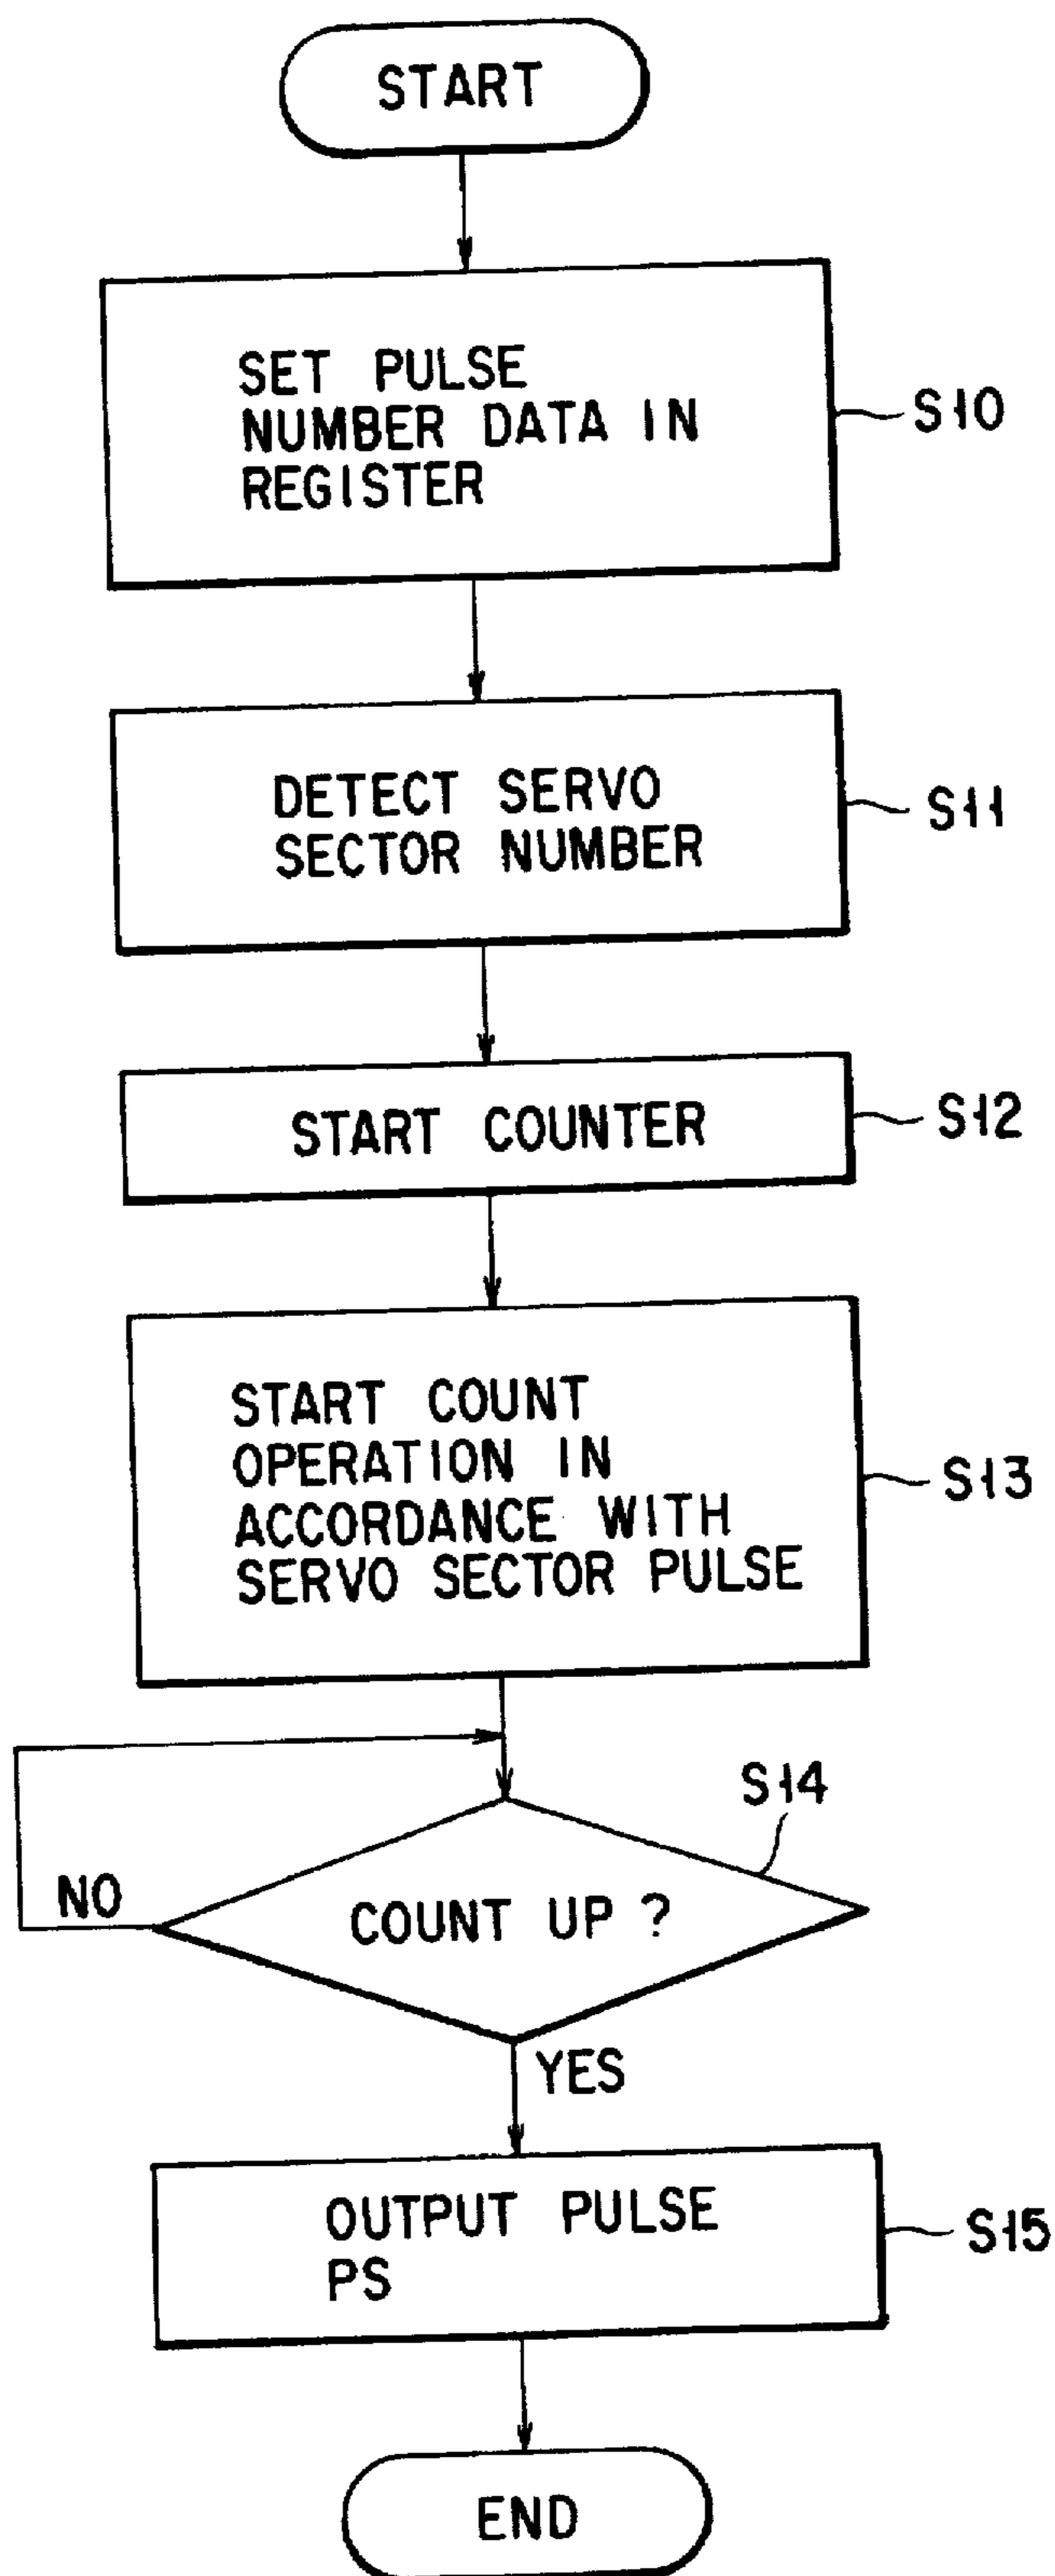 START
SET PULSE
NUMBER DATA IN
REGISTER
S10
DETECT SERVO
SECTOR NUMBER
S11
START COUNTER
S12
START COUNT
OPERATION IN
ACCORDANCE WITH
SERVO SECTOR PULSE
S13
S14
NO
COUNT UP ?
YES
OUTPUT PULSE
PS
S15
END